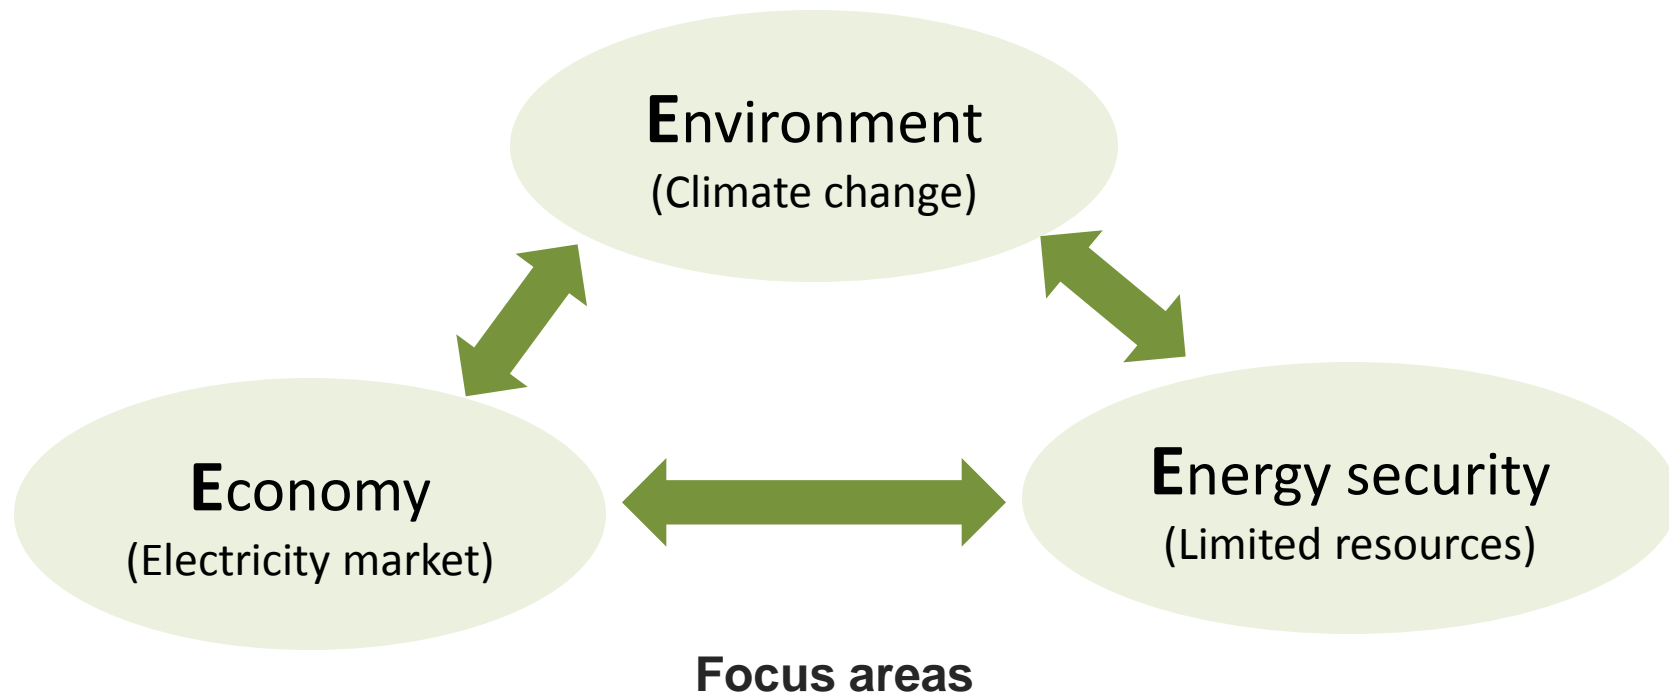 Environment
(Climate change)
Economy
(Electricity market)
Energy security
(Limited resources)
Focus areas